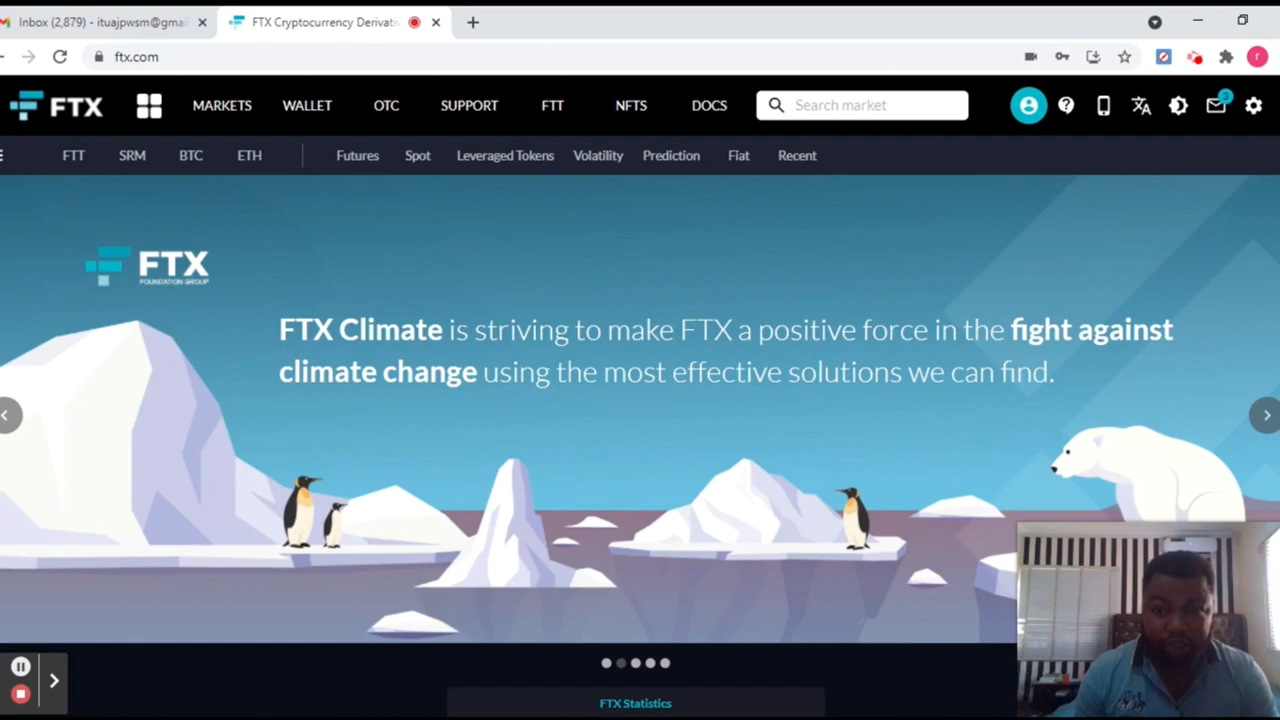 Inbox (2,879) - ituajpwsm@gmai
FTX Cryptocurrency Derivati
ftx.com
r
FTX
MARKETS
WALLET
OTC
SUPPORT
FTT
NFTS
DOCS
Search market
3
FTT
SRM
BTC
ETH
Futures
Spot
Leveraged Tokens
Volatility
Prediction
Fiat
Recent
FTX
FOUNDATION GROUP
FTX Climate is striving to make FTX a positive force in the fight against
climate change using the most effective solutions we can find.
FTX Statistics